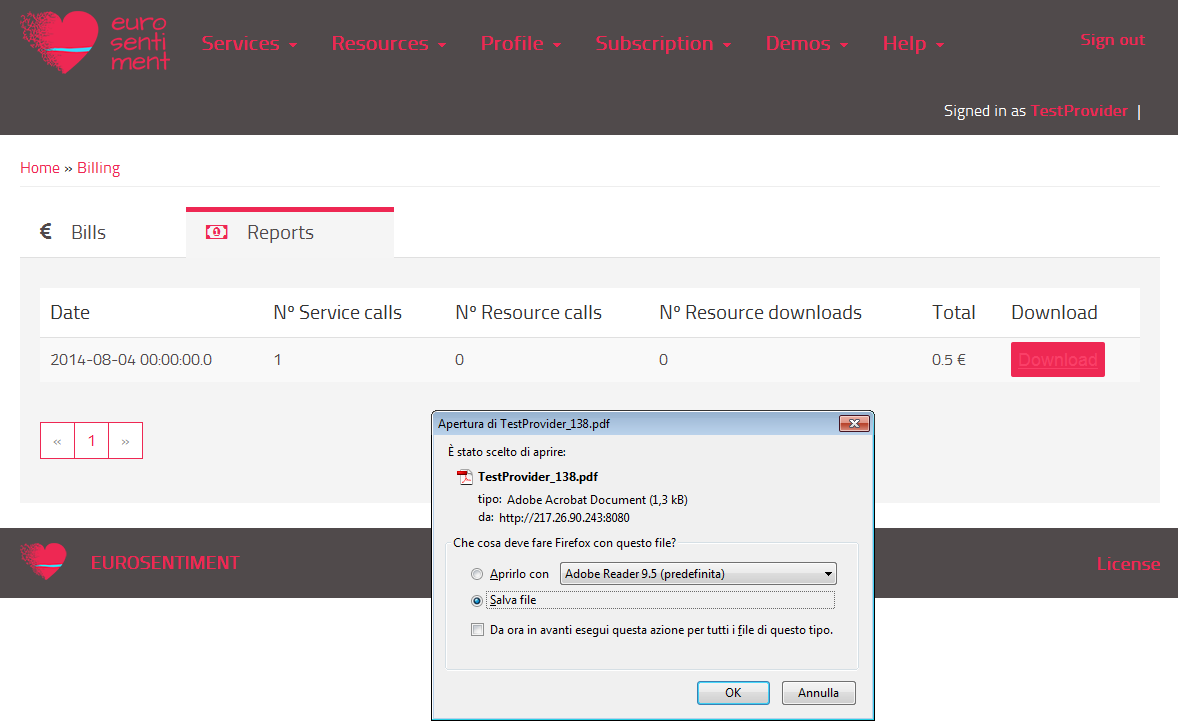 euro
senti
ment
Services Resources Profile Subscription Demos Help Sign out
Signed in as TestProvider |
Home » Billing
€ Bills Reports
Date Nº Service calls Nº Resource calls Nº Resource downloads Total Download
2014-08-04 00:00:00.0 1 0 0 0.5 € Download
« 1 »
Apertura di TestProvider_138.pdf
È stato scelto di aprire:
TestProvider_138.pdf
tipo: Adobe Acrobat Document (1,3 kB)
da: http://217.26.90.243:8080
Che cosa deve fare Firefox con questo file?
Aprirlo con Adobe Reader 9.5 (predefinita)
Salva file
Da ora in avanti esegui questa azione per tutti i file di questo tipo.
OK Annulla
EUROSENTIMENT License